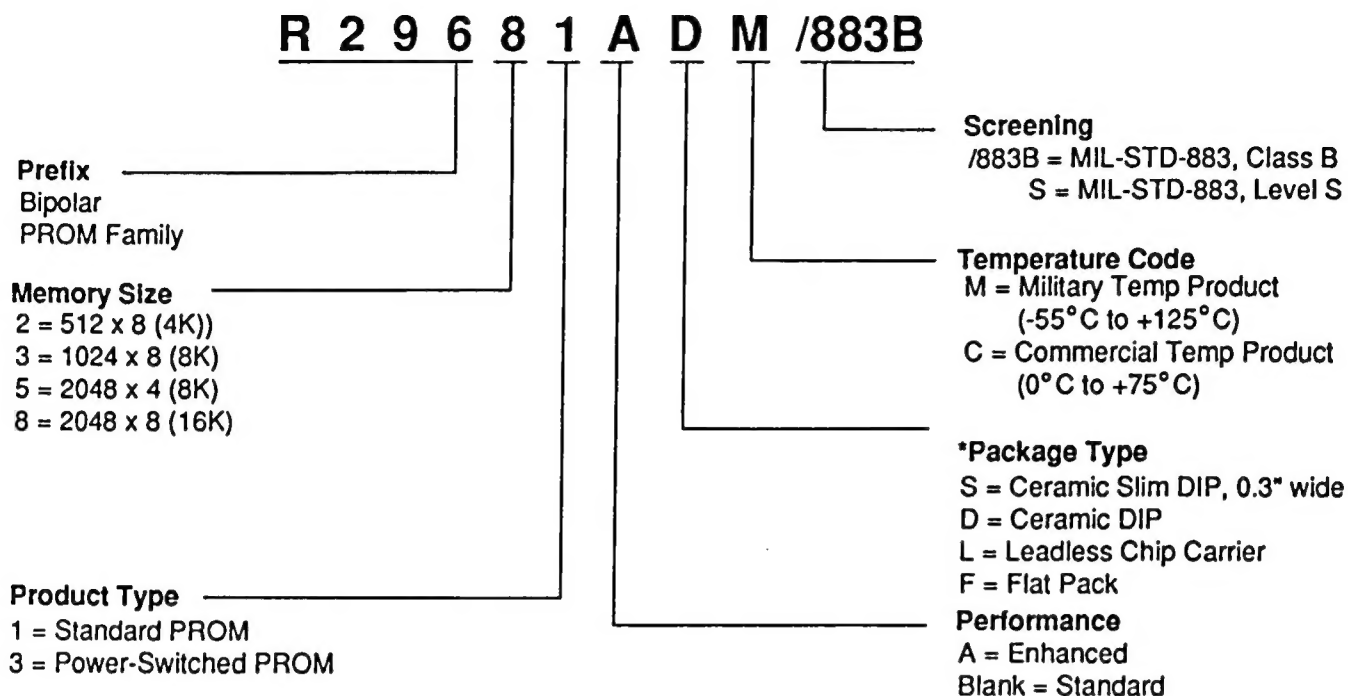 R 2 9 6 8 1 A D M /883B
Prefix
Bipolar
PROM Family
Memory Size
2 = 512 x 8 (4K))
3 = 1024 x 8 (8K)
5 = 2048 x 4 (8K)
8 = 2048 x 8 (16K)
Product Type
1 = Standard PROM
3 = Power-Switched PROM
Screening
/883B = MIL-STD-883, Class B
S = MIL-STD-883, Level S
Temperature Code
M = Military Temp Product
(-55°C to +125°C)
C = Commercial Temp Product
(0°C to +75°C)
*Package Type
S = Ceramic Slim DIP, 0.3" wide
D = Ceramic DIP
L = Leadless Chip Carrier
F = Flat Pack
Performance
A = Enhanced
Blank = Standard